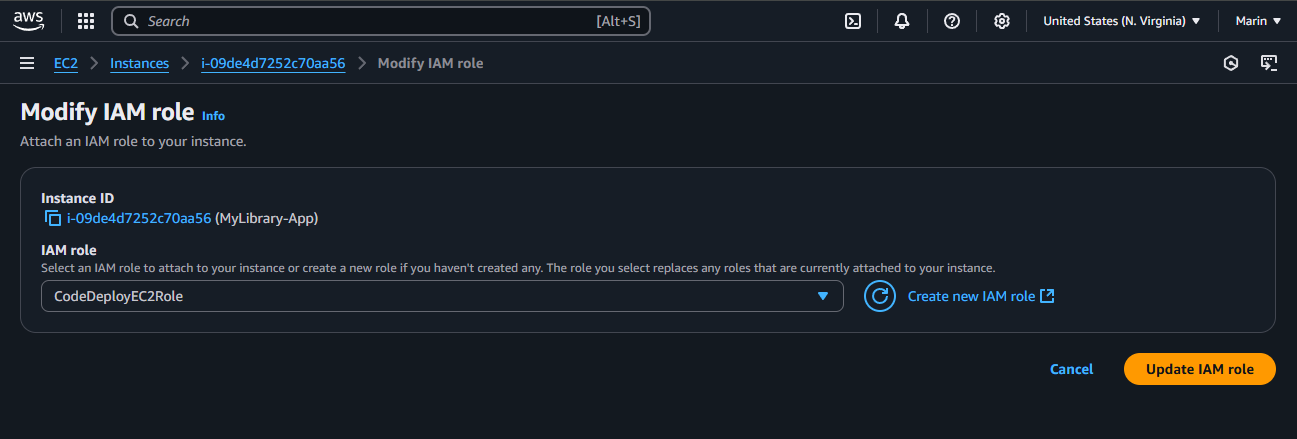 aws Search [Alt+S] United States (N. Virginia) Marin
EC2 Instances i-09de4d7252c70aa56 Modify IAM role
Modify IAM role Info
Attach an IAM role to your instance.
Instance ID
i-09de4d7252c70aa56 (MyLibrary-App)
IAM role
Select an IAM role to attach to your instance or create a new role if you haven't created any. The role you select replaces any roles that are currently attached to your instance.
CodeDeployEC2Role Create new IAM role
Cancel Update IAM role